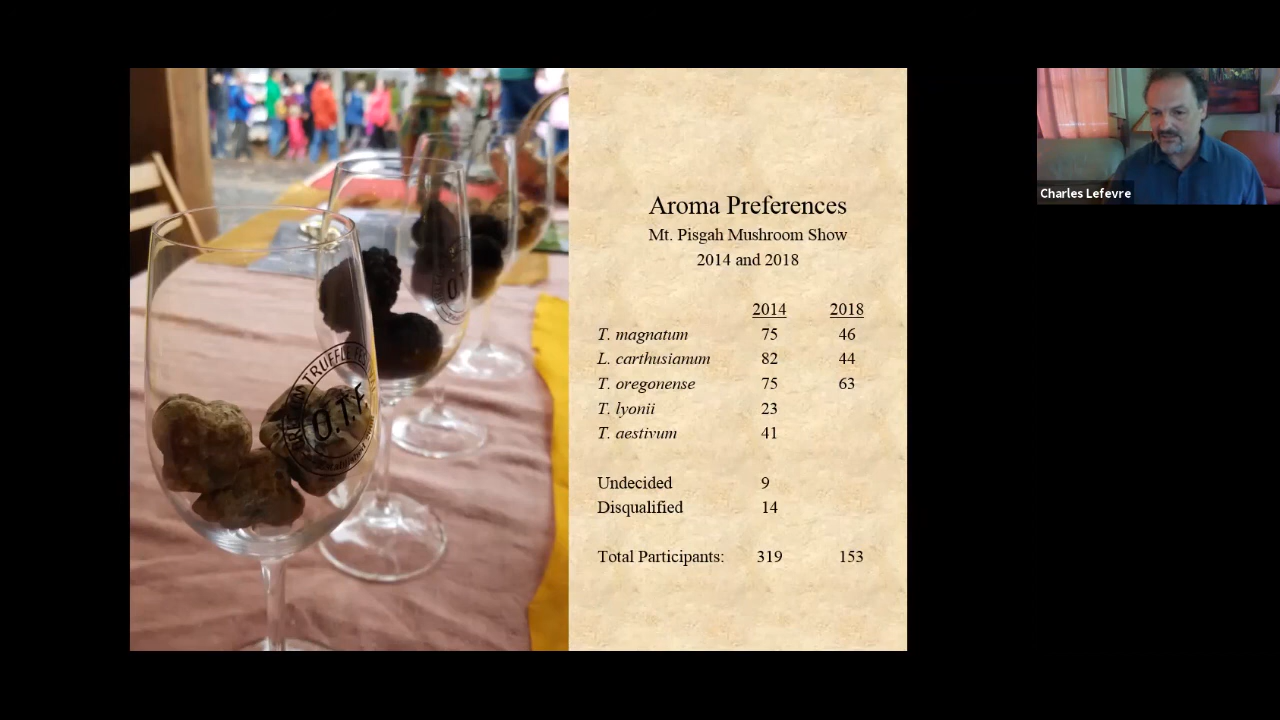 Aroma Preferences
Mt. Pisgah Mushroom Show
2014 and 2018
2014 2018
T. magnatum 75 46
L. carthusianum 82 44
T. oregonense 75 63
T. lyonii 23
T. aestivum 41
Undecided 9
Disqualified 14
Total Participants: 319 153
TRUFFLE
O.T.F.
Charles Lefevre